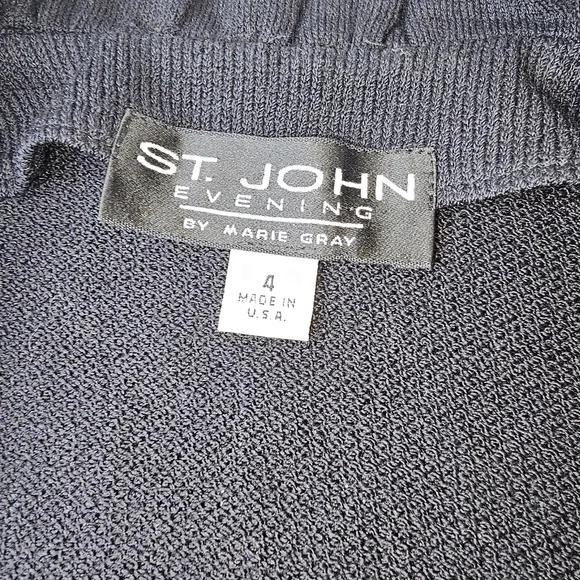 ST. JOHN
EVENING
BY MARIE GRAY
4
MADE IN
U.S.A.